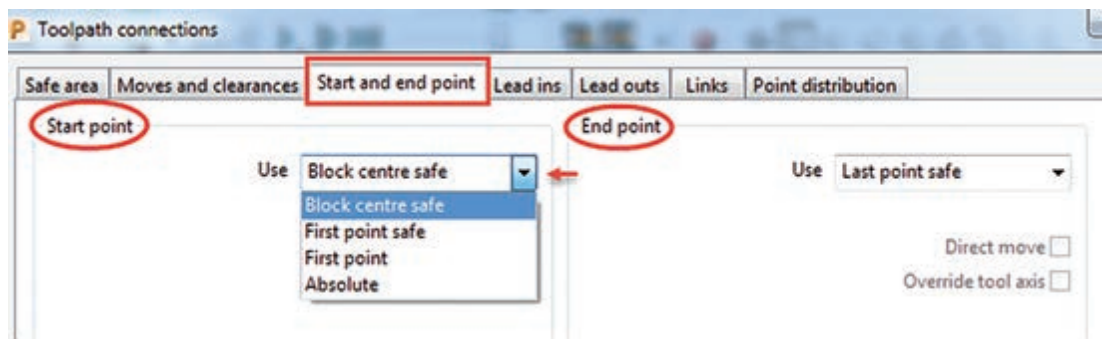 Toolpath connections
Safe area Moves and clearances Start and end point Lead ins Lead outs Links Point distribution
Start point
Use Block centre safe
Block centre safe
First point safe
First point
Absolute
End point
Use Last point safe
Direct move
Override tool axis